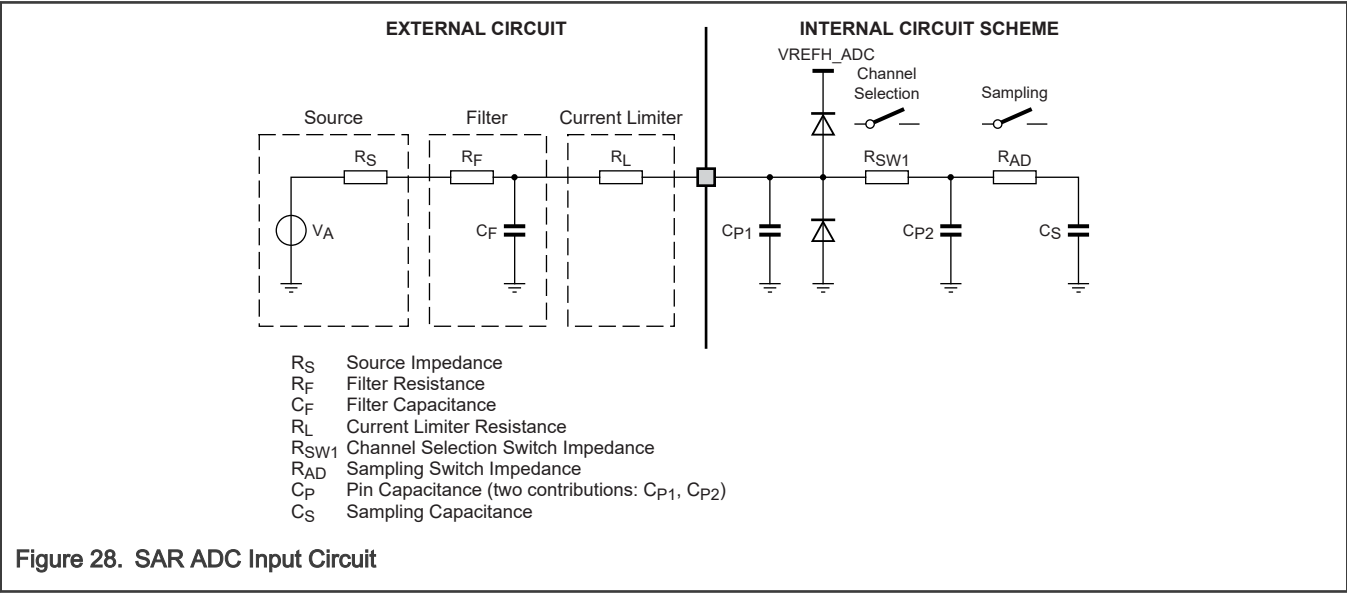 EXTERNAL CIRCUIT
INTERNAL CIRCUIT SCHEME
VREFH_ADC
Channel
Selection
Sampling
Source
Filter
Current Limiter
RS
RF
RL
RSW1
RAD
VA
CF
CP1
CP2
CS
RS Source Impedance
RF Filter Resistance
CF Filter Capacitance
RL Current Limiter Resistance
RSW1 Channel Selection Switch Impedance
RAD Sampling Switch Impedance
CP Pin Capacitance (two contributions: CP1, CP2)
CS Sampling Capacitance
Figure 28. SAR ADC Input Circuit